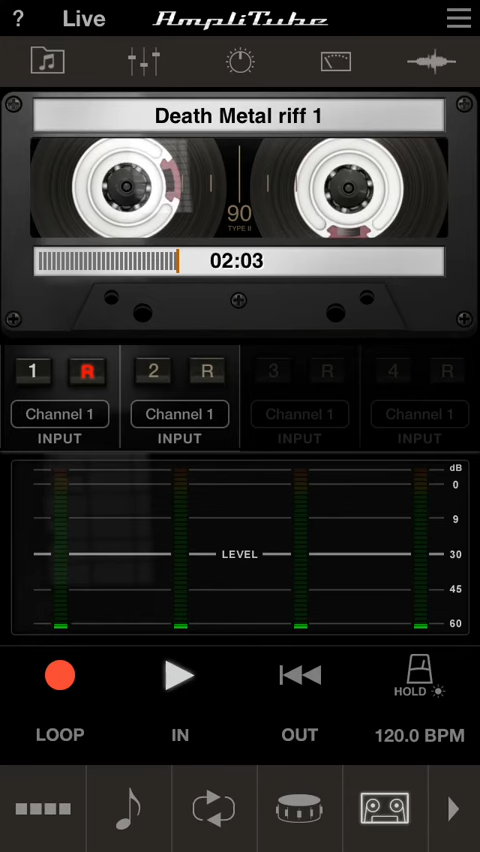 ? Live AmpliTube
Death Metal riff 1
90
TYPE II
02:03
1 R 2 R 3 R 4 R
Channel 1 Channel 1 Channel 1 Channel 1
INPUT INPUT INPUT INPUT
dB
0
9
LEVEL 30
45
60
HOLD
LOOP IN OUT 120.0 BPM